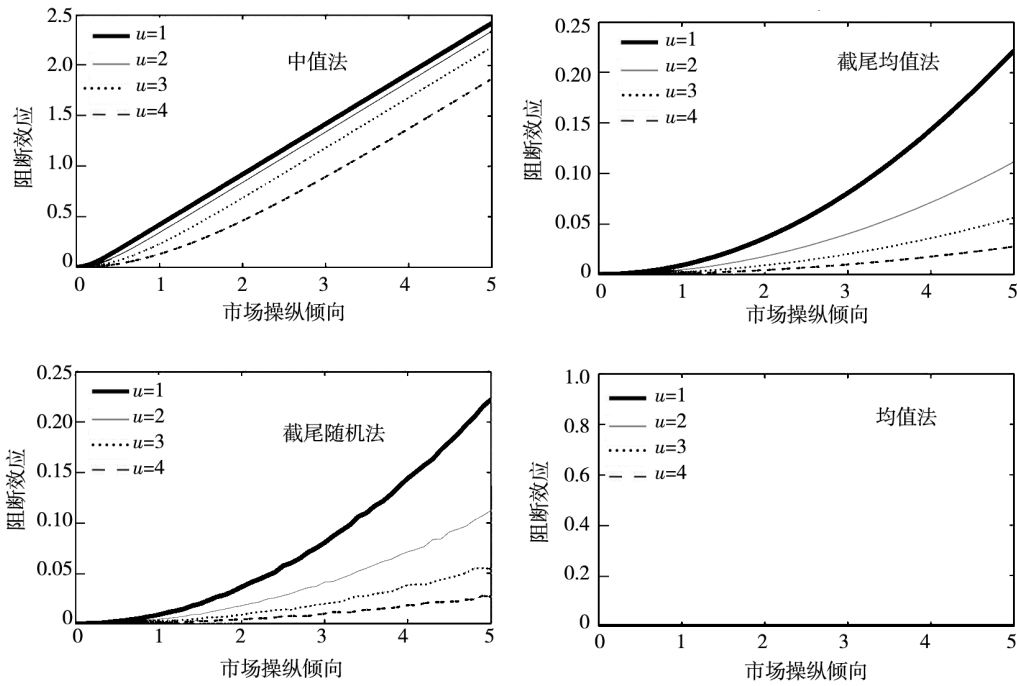 2.5
2.0
1.5
1.0
0.5
0
阻断效应
u=1
u=2
u=3
u=4
中值法
0 1 2 3 4 5
市场操纵倾向
0.25
0.20
0.15
0.10
0.05
0
阻断效应
u=1
u=2
u=3
u=4
截尾均值法
0 1 2 3 4 5
市场操纵倾向
0.25
0.20
0.15
0.10
0.05
0
阻断效应
u=1
u=2
u=3
u=4
截尾随机法
0 1 2 3 4 5
市场操纵倾向
1.0
0.8
0.6
0.4
0.2
0
阻断效应
u=1
u=2
u=3
u=4
均值法
0 1 2 3 4 5
市场操纵倾向